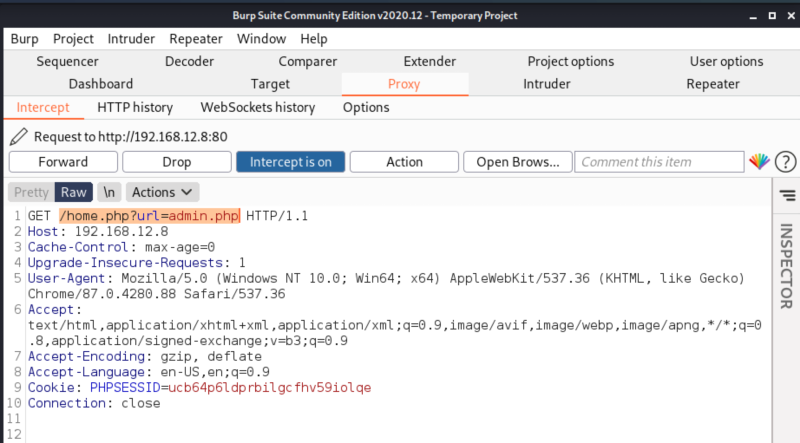 Burp Suite Community Edition v2020.12 - Temporary Project
Burp Project Intruder Repeater Window Help
Sequencer Decoder Comparer Extender Project options User options
Dashboard Target Proxy Intruder Repeater
Intercept HTTP history WebSockets history Options
Request to http://192.168.12.8:80
Forward Drop Intercept is on Action Open Brows... Comment this item ?
Pretty Raw \n Actions
1 GET /home.php?url=admin.php HTTP/1.1
2 Host: 192.168.12.8
3 Cache-Control: max-age=0
4 Upgrade-Insecure-Requests: 1
5 User-Agent: Mozilla/5.0 (Windows NT 10.0; Win64; x64) AppleWebKit/537.36 (KHTML, like Gecko)
Chrome/87.0.4280.88 Safari/537.36
6 Accept:
text/html,application/xhtml+xml,application/xml;q=0.9,image/avif,image/webp,image/apng,*/*;q=0
.8,application/signed-exchange;v=b3;q=0.9
7 Accept-Encoding: gzip, deflate
8 Accept-Language: en-US,en;q=0.9
9 Cookie: PHPSESSID=ucb64p6ldprbilgcfhv59iolqe
10 Connection: close
11
12
INSPECTOR